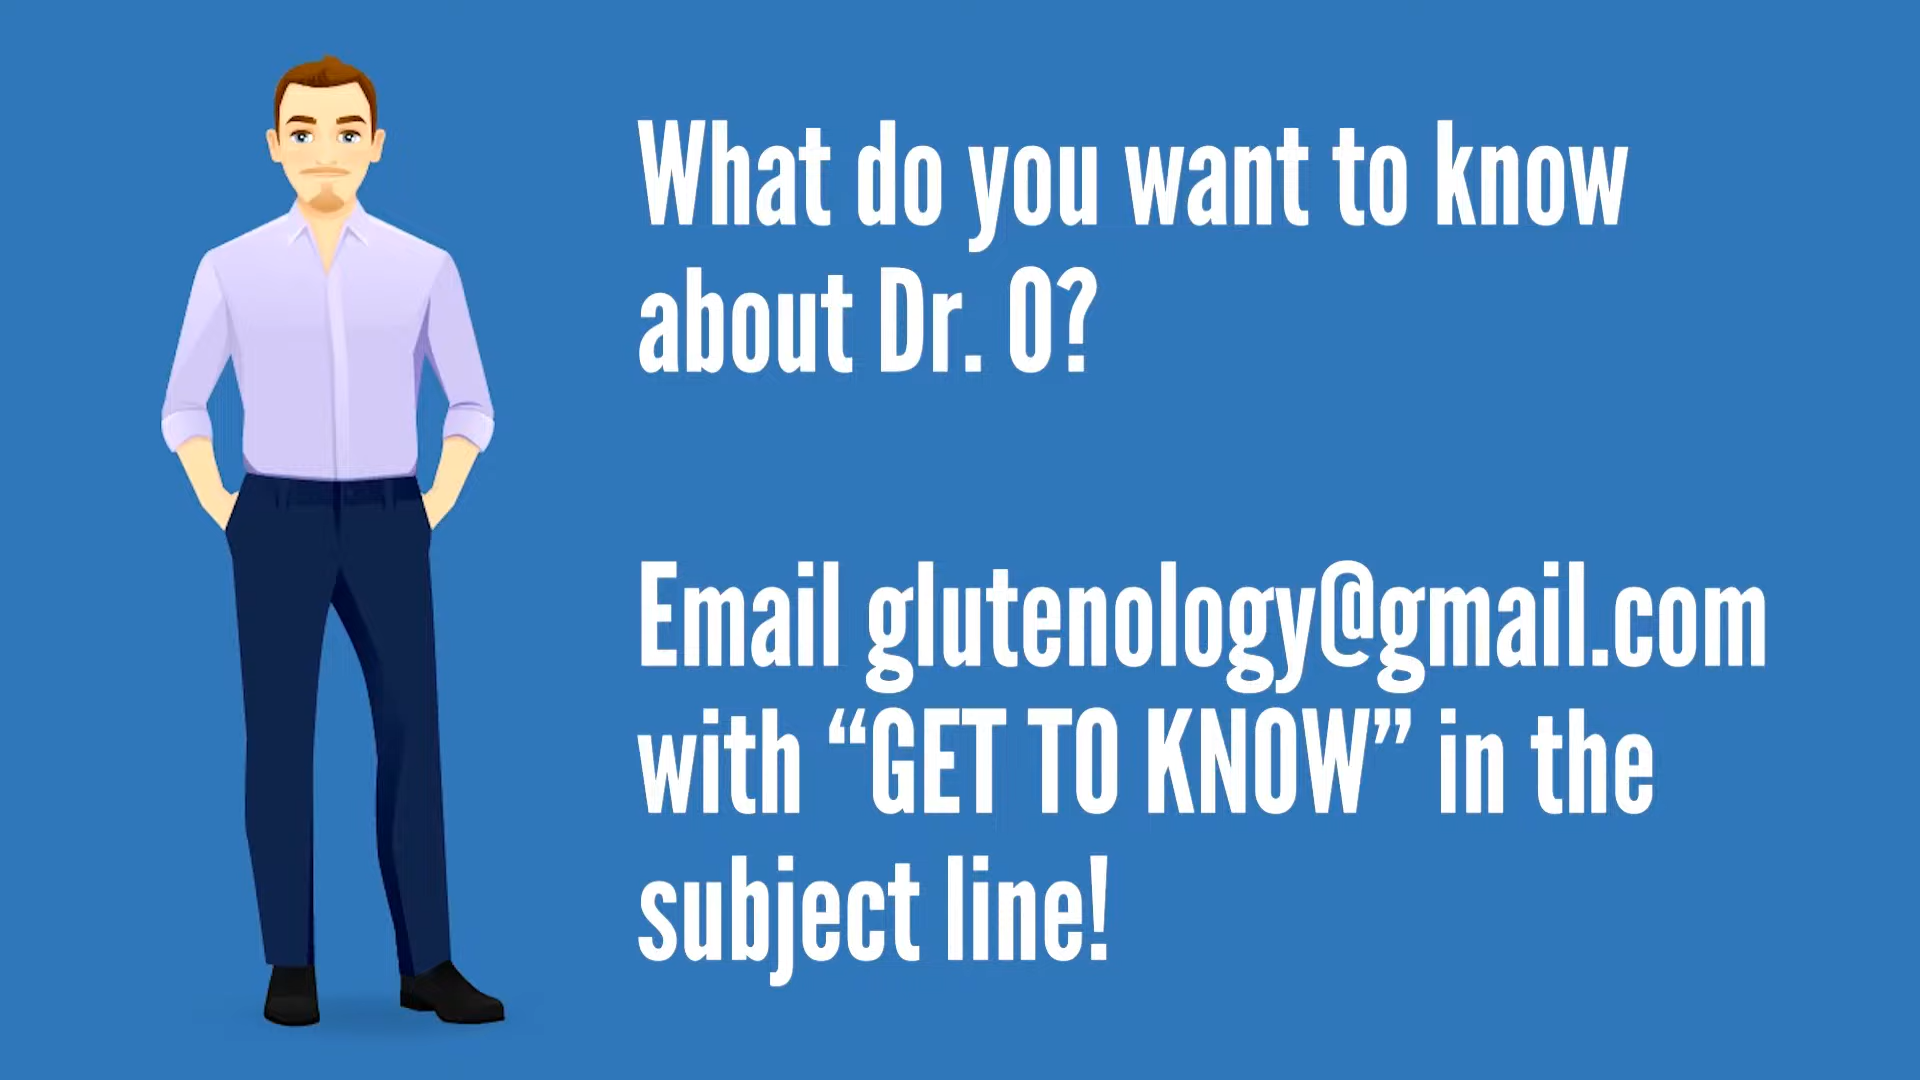 What do you want to know
about Dr. O?
Email glutenology@gmail.com
with “GET TO KNOW” in the
subject line!